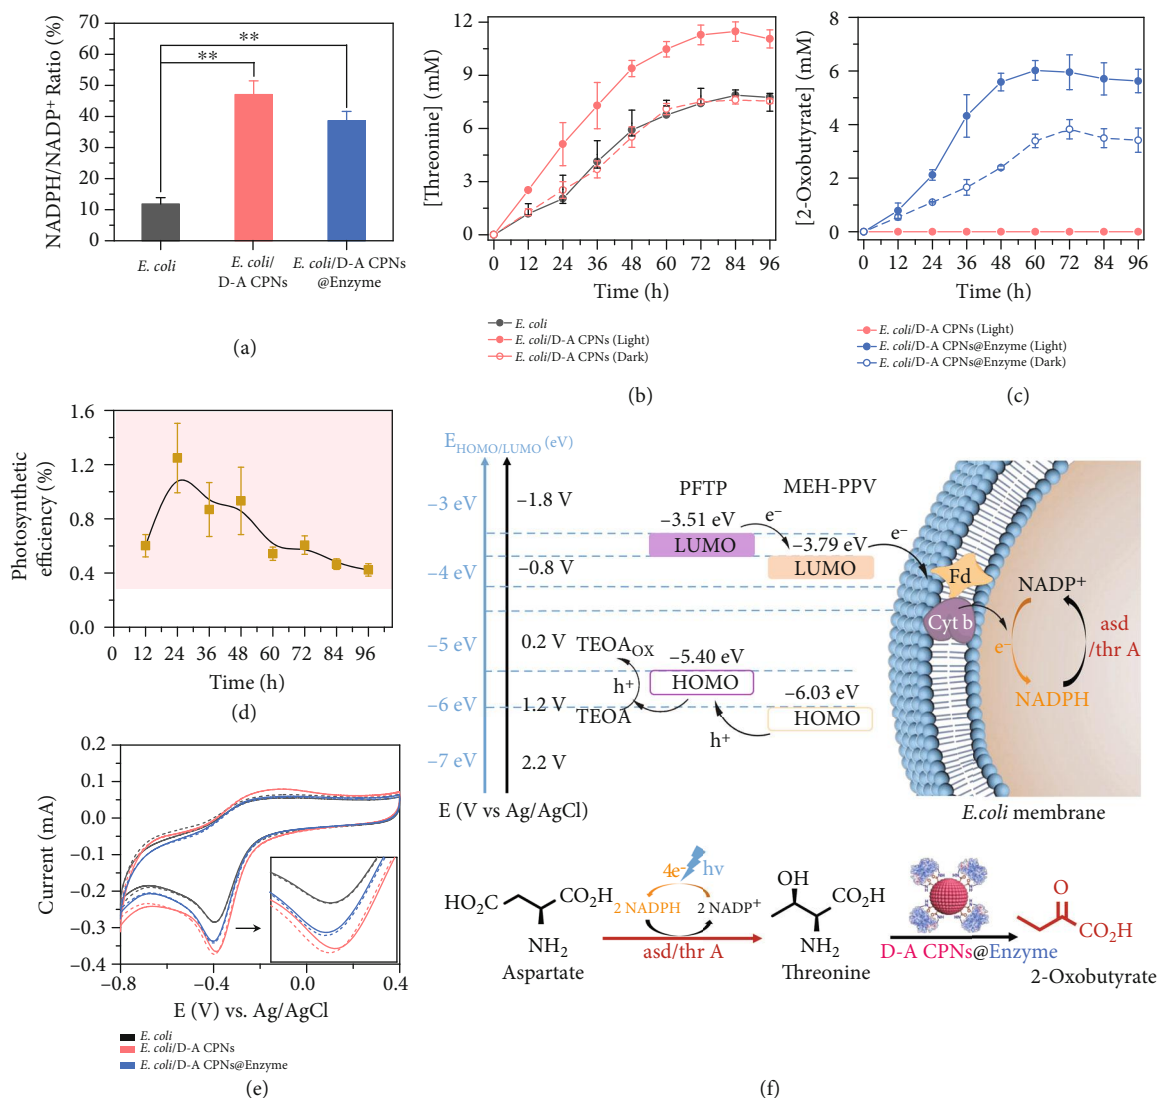 70
60
50
40
30
20
10
0
NADPH/NADP⁺ Ratio (%)
**
**
E. coli
E. coli/
D-A CPNs
E. coli/D-A CPNs
@Enzyme
(a)
12
9
6
3
0
[Threonine] (mM)
0 12 24 36 48 60 72 84 96
Time (h)
E. coli
E. coli/D-A CPNs (Light)
E. coli/D-A CPNs (Dark)
(b)
8
6
4
2
0
[2-Oxobutyrate] (mM)
0 12 24 36 48 60 72 84 96
Time (h)
E. coli/D-A CPNs (Light)
E. coli/D-A CPNs@Enzyme (Light)
E. coli/D-A CPNs@Enzyme (Dark)
(c)
1.6
1.2
0.8
0.4
0.0
Photosynthetic
efficiency (%)
0 12 24 36 48 60 72 84 96
Time (h)
(d)
0.2
0.1
0.0
−0.1
−0.2
−0.3
−0.4
Current (mA)
−0.8 −0.4 0.0 0.4
E (V) vs. Ag/AgCl
E. coli
E. coli/D-A CPNs
E. coli/D-A CPNs@Enzyme
(e)
E_HOMO/LUMO (eV)
−3 eV
−4 eV
−5 eV
−6 eV
−7 eV
−1.8 V
−0.8 V
0.2 V
1.2 V
2.2 V
E (V vs Ag/AgCl)
PFTP
MEH-PPV
−3.51 eV
e⁻
LUMO
−3.79 eV
e⁻
LUMO
TEOA_OX
−5.40 eV
h⁺
HOMO
TEOA
−6.03 eV
h⁺
HOMO
Fd
Cyt b
NADP⁺
e⁻
asd
/thr A
NADPH
E.coli membrane
HO₂C
CO₂H
NH₂
Aspartate
4e⁻
hv
2 NADPH
2 NADP⁺
asd/thr A
OH
CO₂H
NH₂
Threonine
D-A CPNs@Enzyme
O
CO₂H
2-Oxobutyrate
(f)